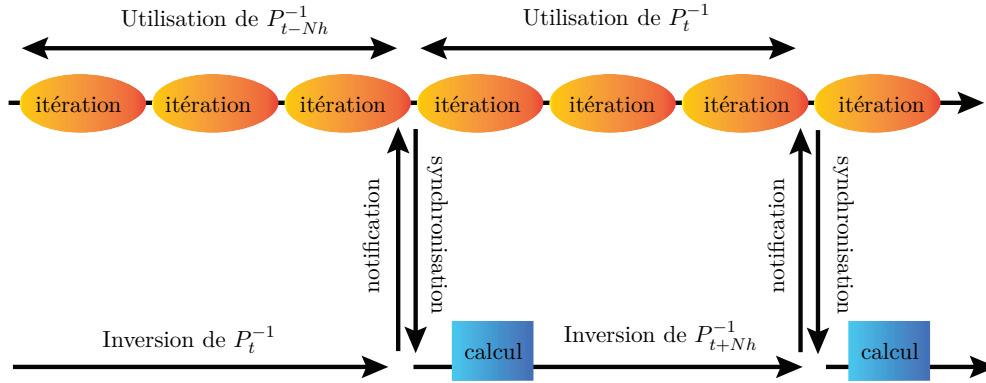 Utilisation de $P_{t-Nh}^{-1}$
Utilisation de $P_t^{-1}$
itération itération itération itération itération itération itération
notification
synchronisation
notification
synchronisation
Inversion de $P_t^{-1}$
calcul
Inversion de $P_{t+Nh}^{-1}$
calcul